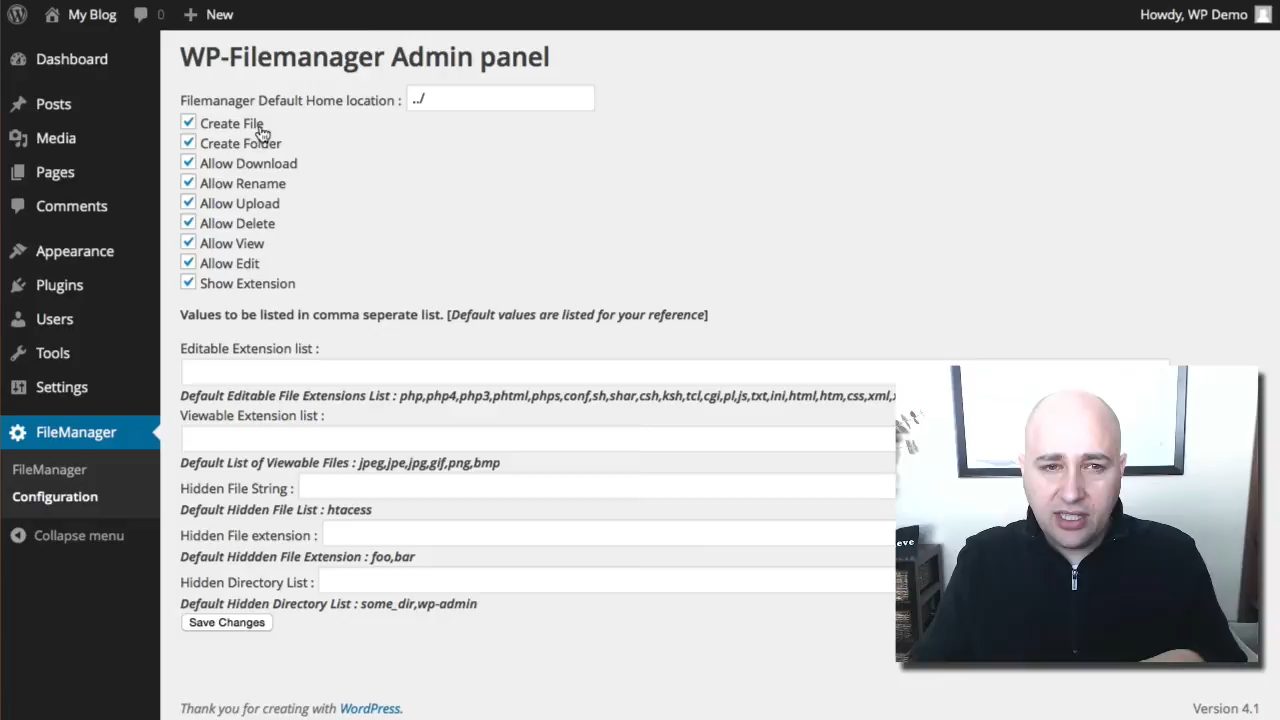 My Blog 0 New Howdy, WP Demo
Dashboard
Posts
Media
Pages
Comments
Appearance
Plugins
Users
Tools
Settings
FileManager
FileManager
Configuration
Collapse menu
WP-Filemanager Admin panel
Filemanager Default Home location : ../
Create File
Create Folder
Allow Download
Allow Rename
Allow Upload
Allow Delete
Allow View
Allow Edit
Show Extension
Values to be listed in comma seperate list. [Default values are listed for your reference]
Editable Extension list :
Default Editable File Extensions List : php,php4,php3,phtml,phps,conf,sh,shar,csh,ksh,tcl,cgi,pl,js,txt,ini,html,htm,css,xml,
Viewable Extension list :
Default List of Viewable Files : jpeg,jpe,jpg,gif,png,bmp
Hidden File String :
Default Hidden File List : htacess
Hidden File extension :
Default Hiddden File Extension : foo,bar
Hidden Directory List :
Default Hidden Directory List : some_dir,wp-admin
Save Changes
eve
Thank you for creating with WordPress.
Version 4.1